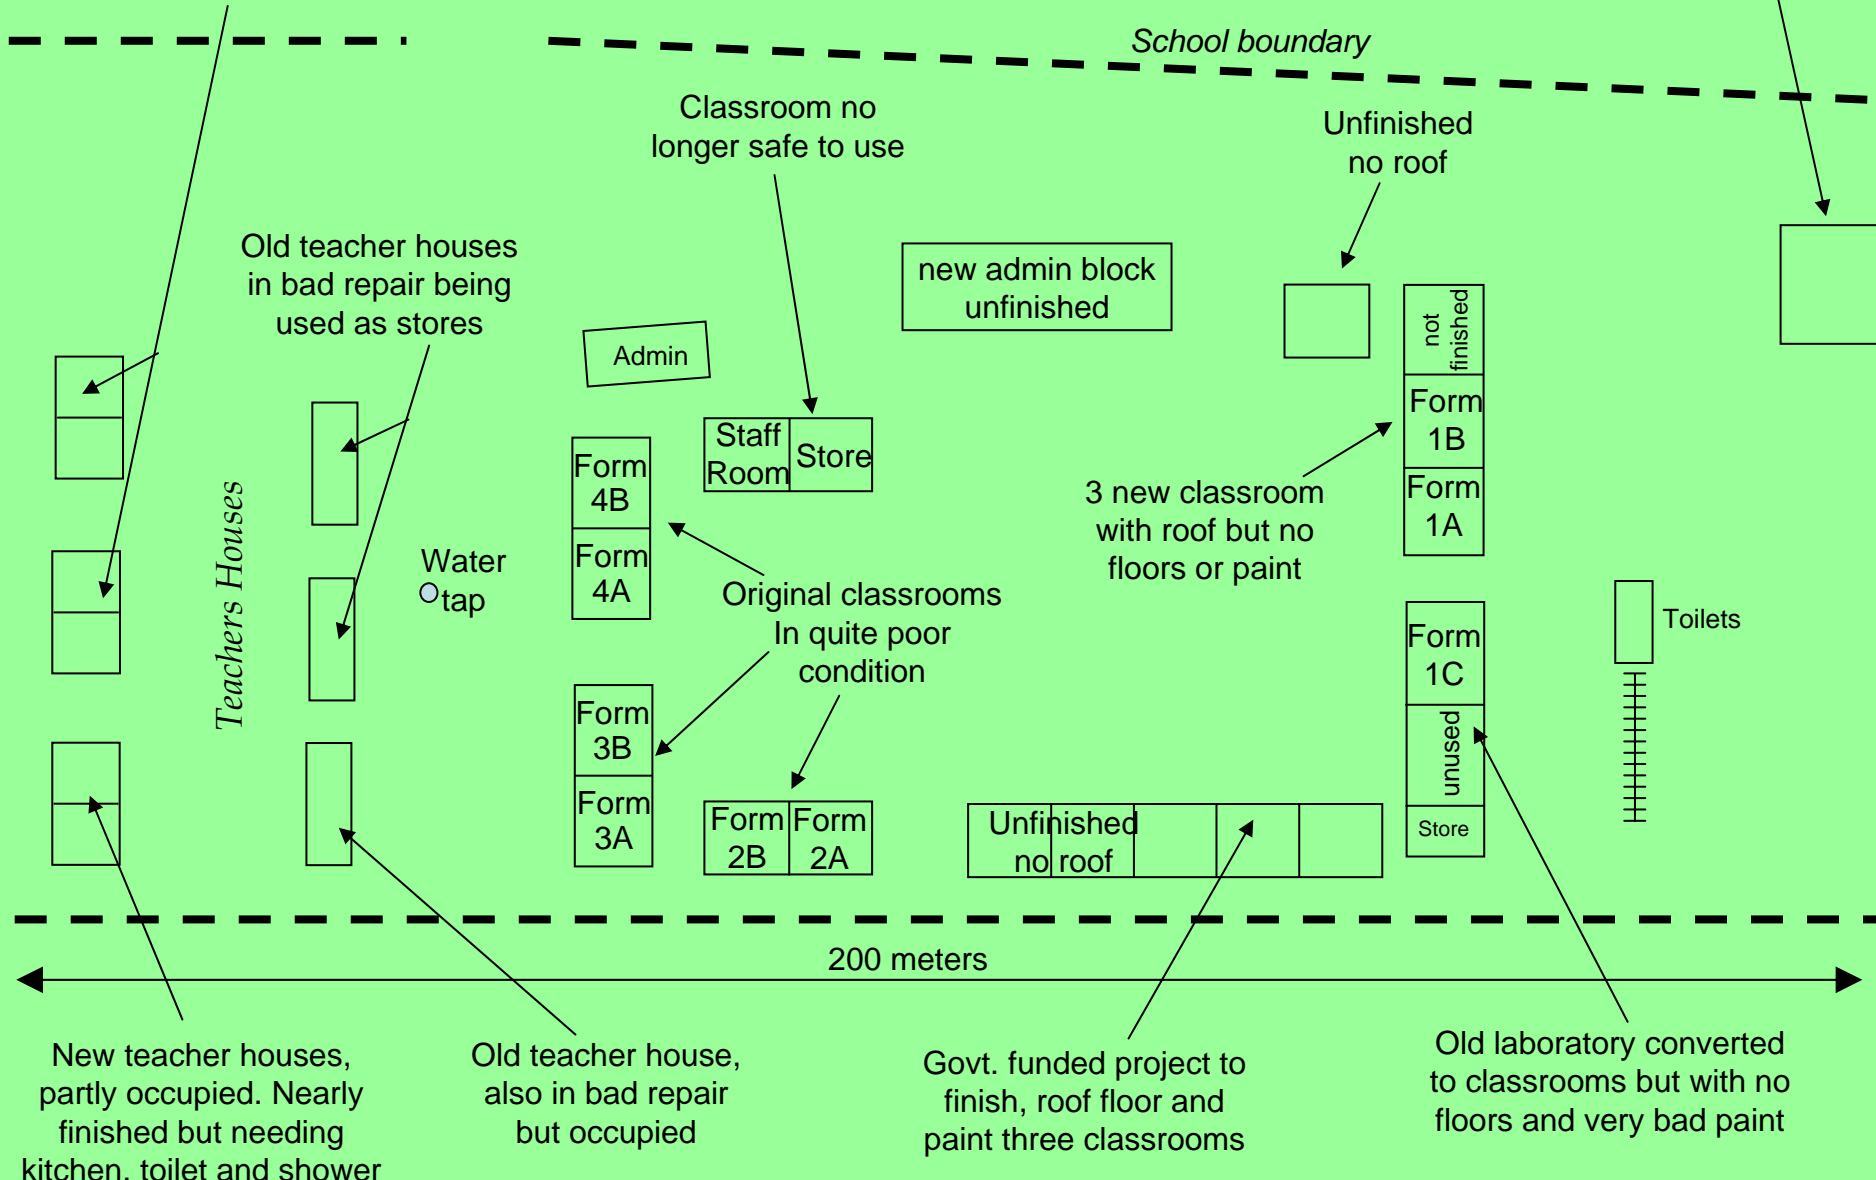 School boundary
Classroom no
longer safe to use
Unfinished
no roof
Old teacher houses
in bad repair being
used as stores
new admin block
unfinished
Admin
not
finished
Form
1B
Form
1A
Staff
Room
Store
Form
4B
Form
4A
3 new classroom
with roof but no
floors or paint
Teachers Houses
Water
tap
Original classrooms
In quite poor
condition
Form
1C
unused
Store
Toilets
Form
3B
Form
3A
Form
2B
Form
2A
Unfinished
no roof
200 meters
New teacher houses,
partly occupied. Nearly
finished but needing
kitchen, toilet and shower
Old teacher house,
also in bad repair
but occupied
Govt. funded project to
finish, roof floor and
paint three classrooms
Old laboratory converted
to classrooms but with no
floors and very bad paint